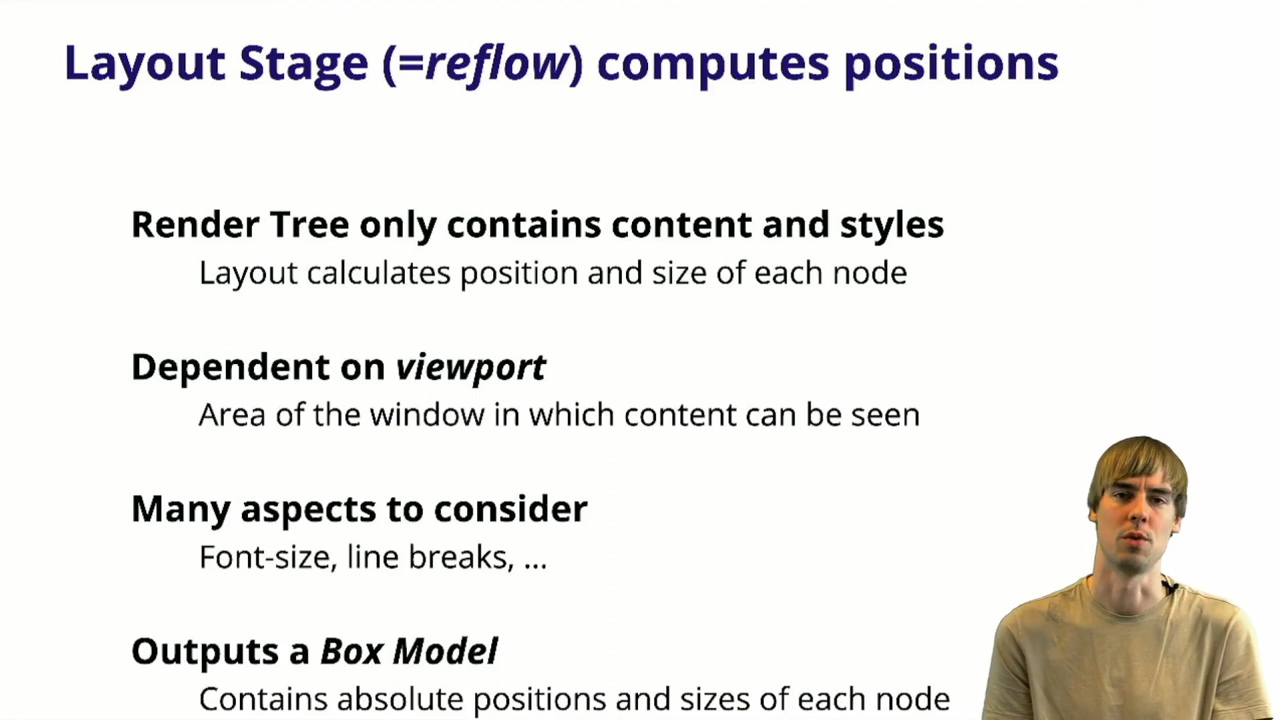 Layout Stage (=reflow) computes positions
Render Tree only contains content and styles
Layout calculates position and size of each node
Dependent on viewport
Area of the window in which content can be seen
Many aspects to consider
Font-size, line breaks, ...
Outputs a Box Model
Contains absolute positions and sizes of each node